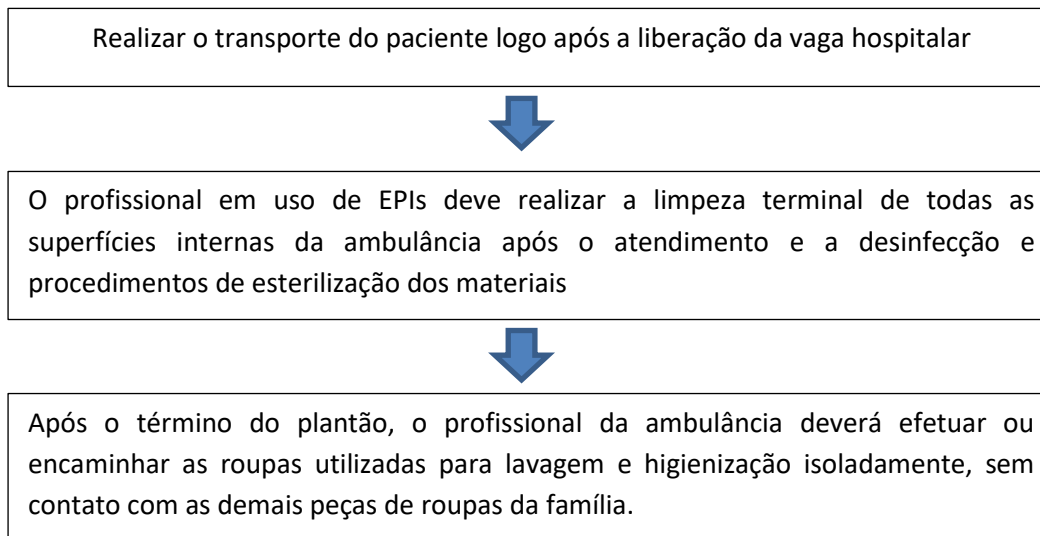 Realizar o transporte do paciente logo após a liberação da vaga hospitalar
O profissional em uso de EPIs deve realizar a limpeza terminal de todas as
superfícies internas da ambulância após o atendimento e a desinfecção e
procedimentos de esterilização dos materiais
Após o término do plantão, o profissional da ambulância deverá efetuar ou
encaminhar as roupas utilizadas para lavagem e higienização isoladamente, sem
contato com as demais peças de roupas da família.